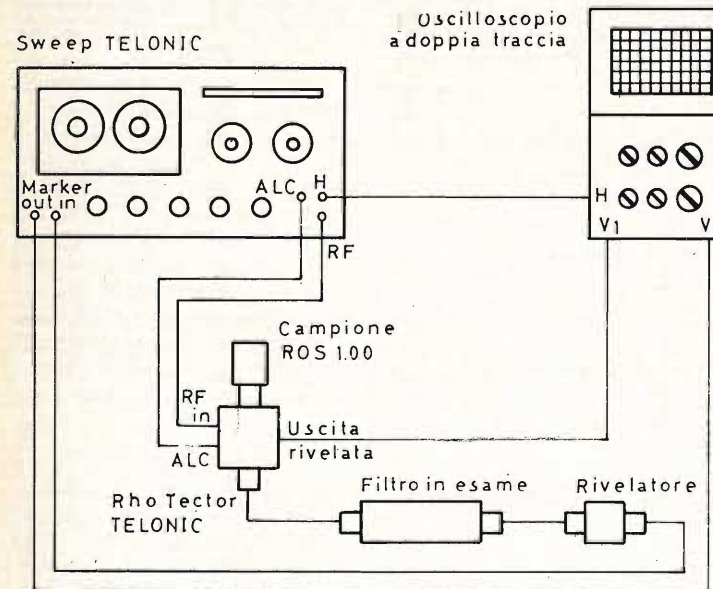 Sweep TELONIC
Oscilloscopio
a doppia traccia
Marker
out in
ALC
H
RF
H
V1
V
Campione
ROS 1.00
RF
in
ALC
Uscita
rivelata
Rho Tector
TELONIC
Filtro in esame
Rivelatore